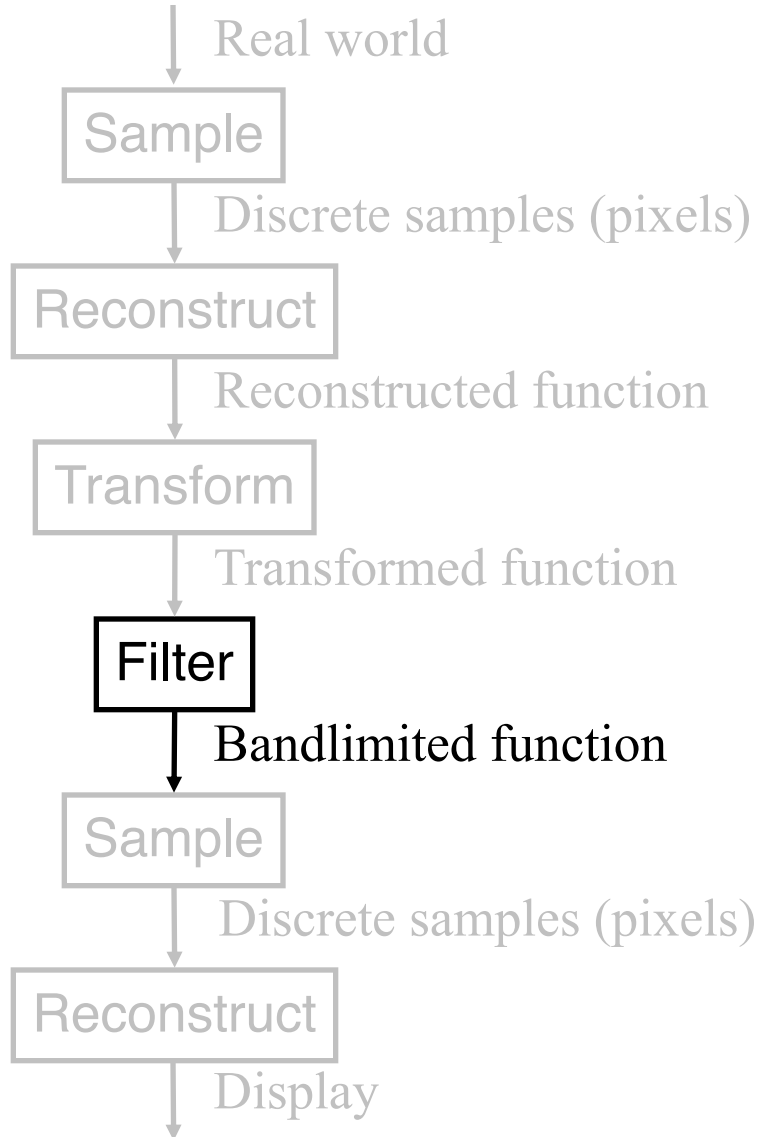 Real world
Sample
Discrete samples (pixels)
Reconstruct
Reconstructed function
Transform
Transformed function
Filter
Bandlimited function
Sample
Discrete samples (pixels)
Reconstruct
Display